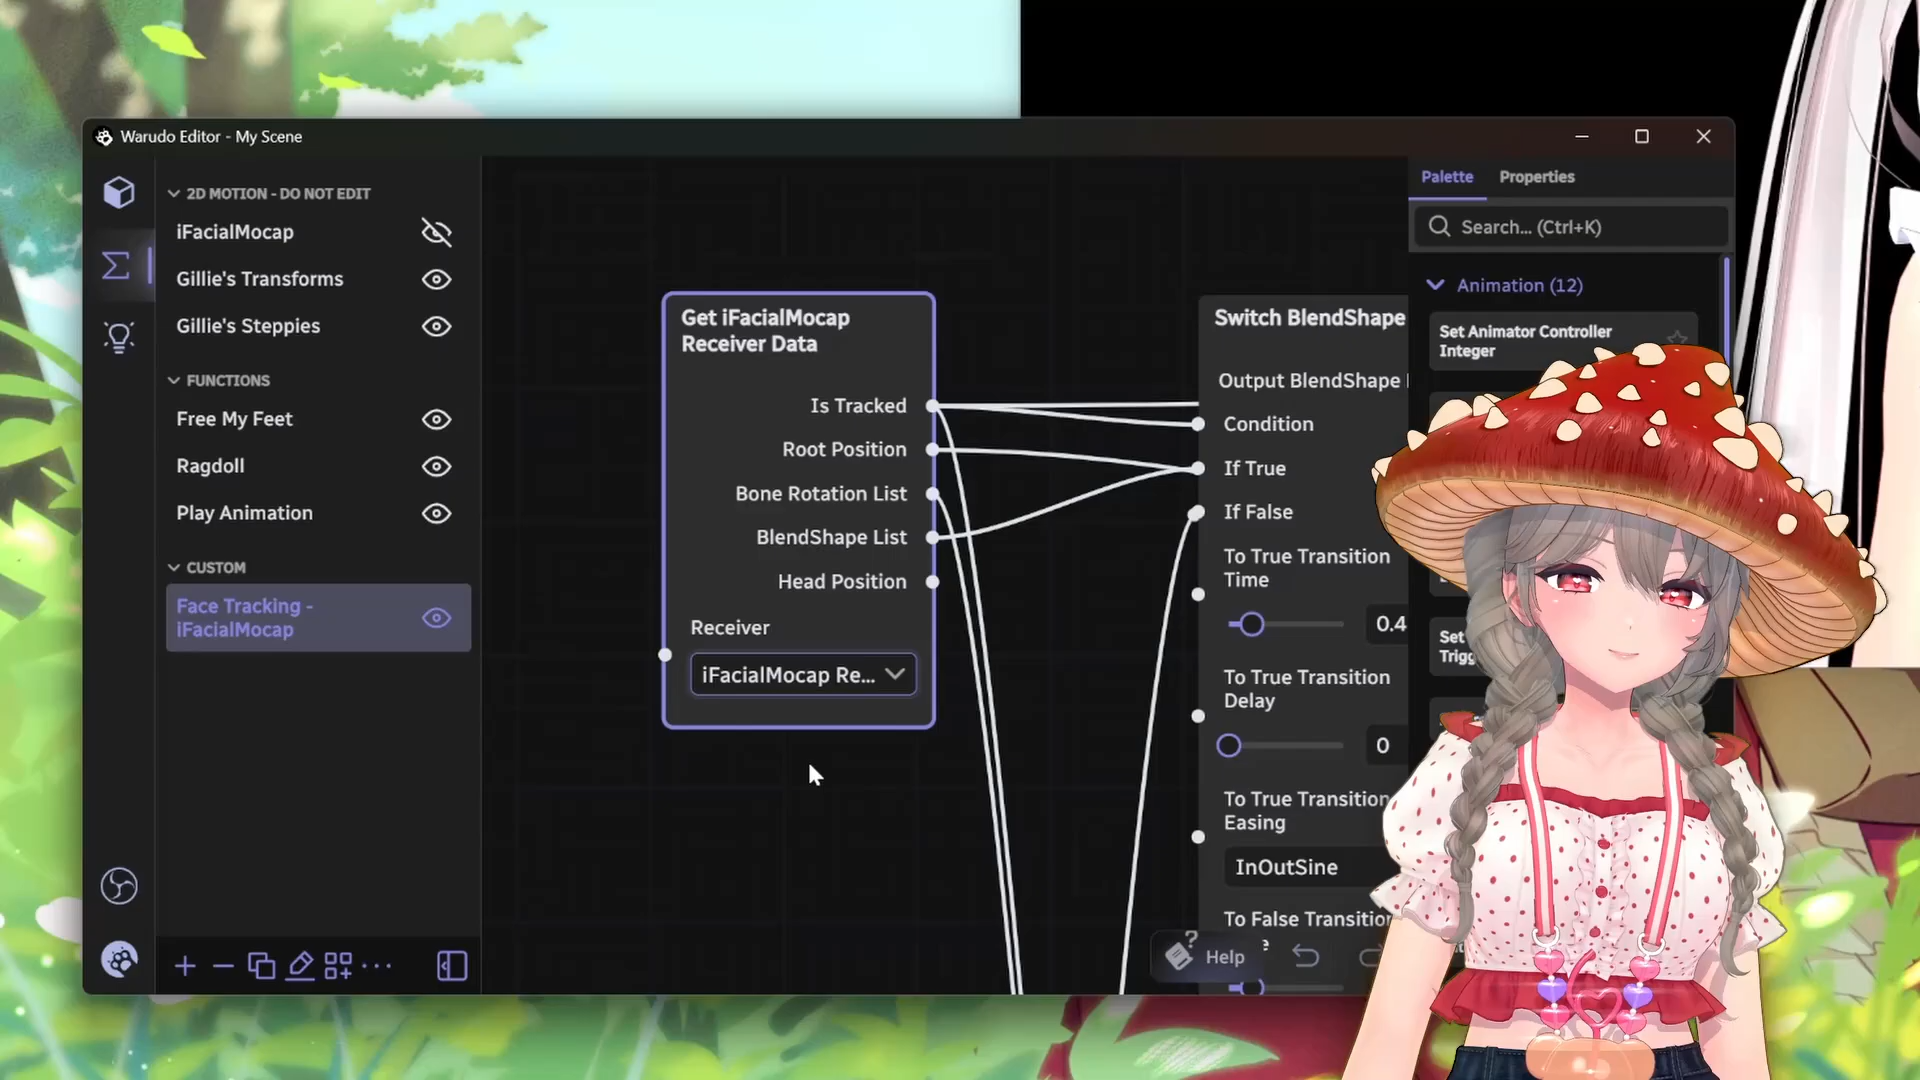 Warudo Editor - My Scene
2D MOTION - DO NOT EDIT
iFacialMocap
Gillie's Transforms
Gillie's Steppies
FUNCTIONS
Free My Feet
Ragdoll
Play Animation
CUSTOM
Face Tracking -
iFacialMocap
Get iFacialMocap
Receiver Data
Is Tracked
Root Position
Bone Rotation List
BlendShape List
Head Position
Receiver
iFacialMocap Re...
Switch BlendShape
Output BlendShape
Condition
If True
If False
To True Transition
Time
0.4
To True Transition
Delay
0
To True Transition
Easing
InOutSine
To False Transition
Help
Palette
Properties
Search... (Ctrl+K)
Animation (12)
Set Animator Controller
Integer
Set